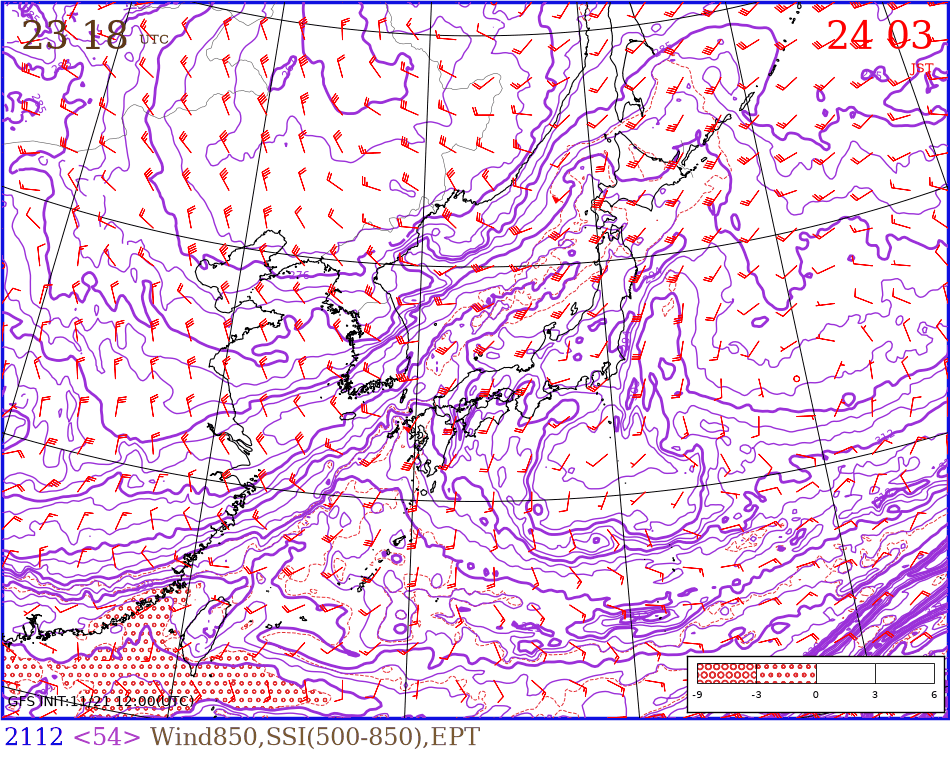 23 18 UTC
24 03
JST
GFS INIT:11/21 12:00(UTC)
-9 -3 0 3 6
2112 <54> Wind850,SSI(500-850),EPT